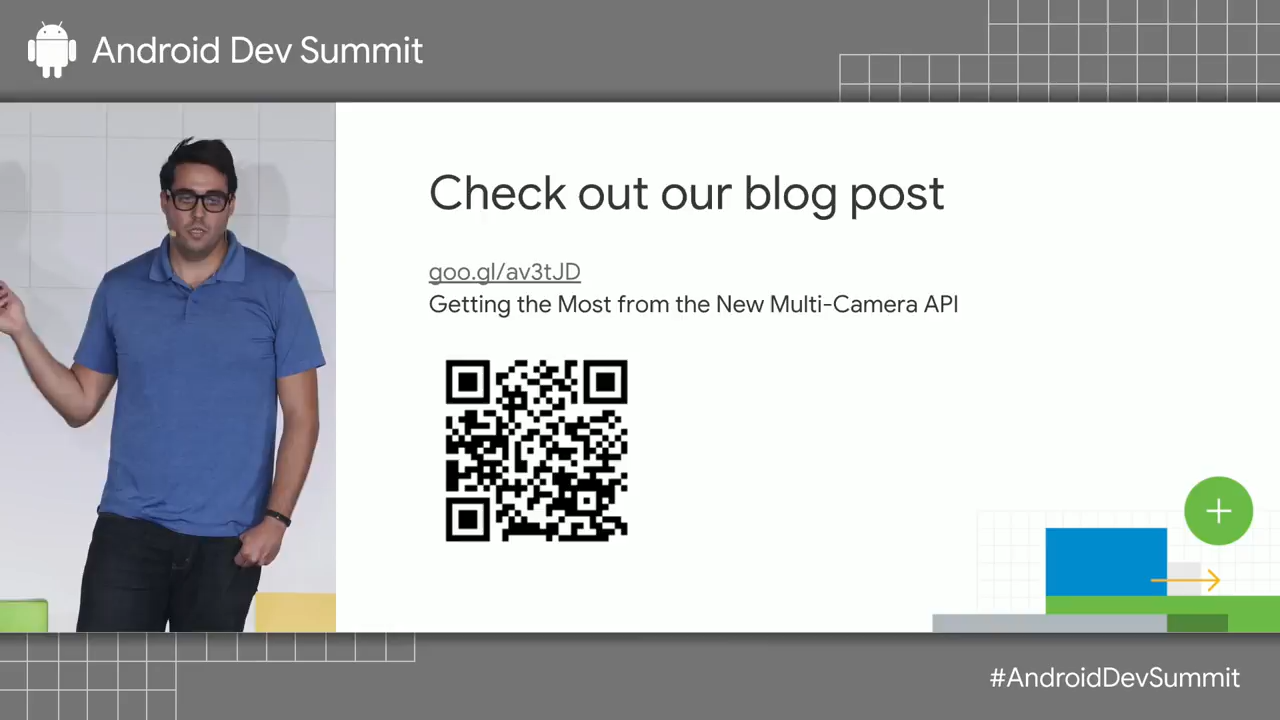 Android Dev Summit
Check out our blog post
goo.gl/av3tJD
Getting the Most from the New Multi-Camera API
#AndroidDevSummit